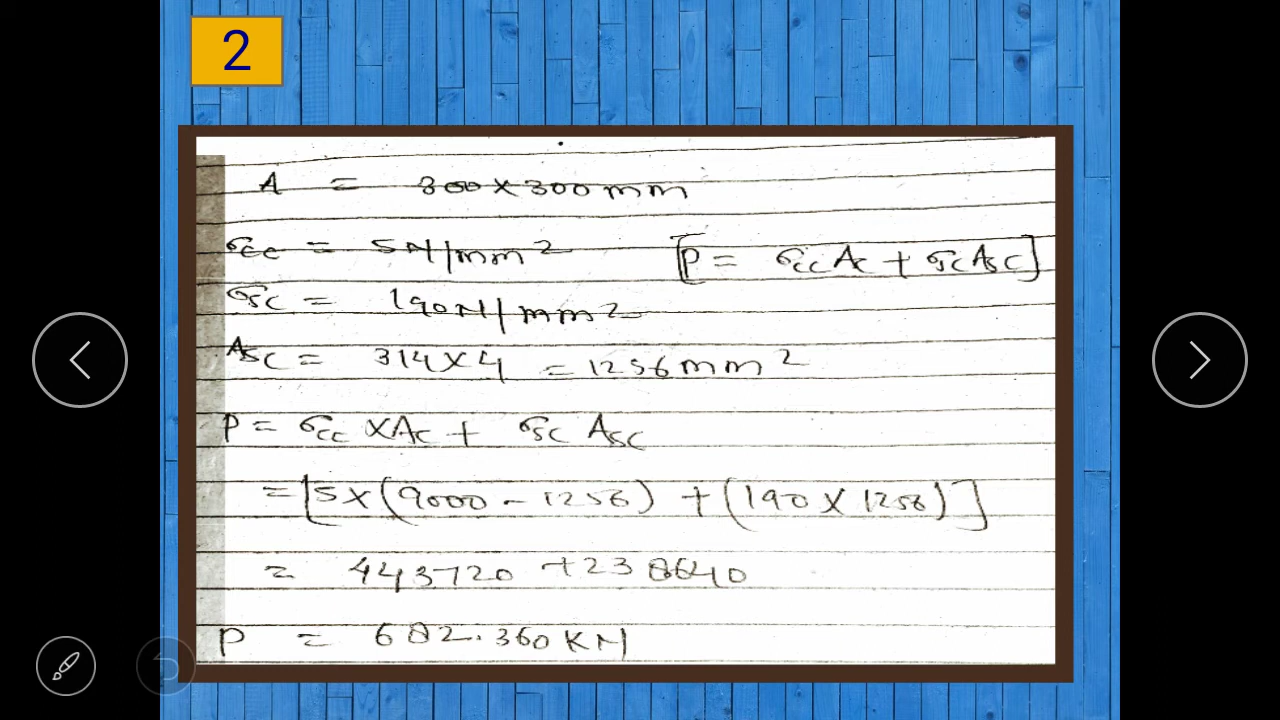 2
A = 300 x 300 mm
σcc = 5N/mm² [P = σcc Ac + σsc Asc]
σsc = 190N/mm²
Asc = 314 x 4 = 1256 mm²
P = σcc x Ac + σsc Asc
= [5 x (9000 - 1256) + (190 x 1256)]
= 443720 + 238640
P = 682.360 KN